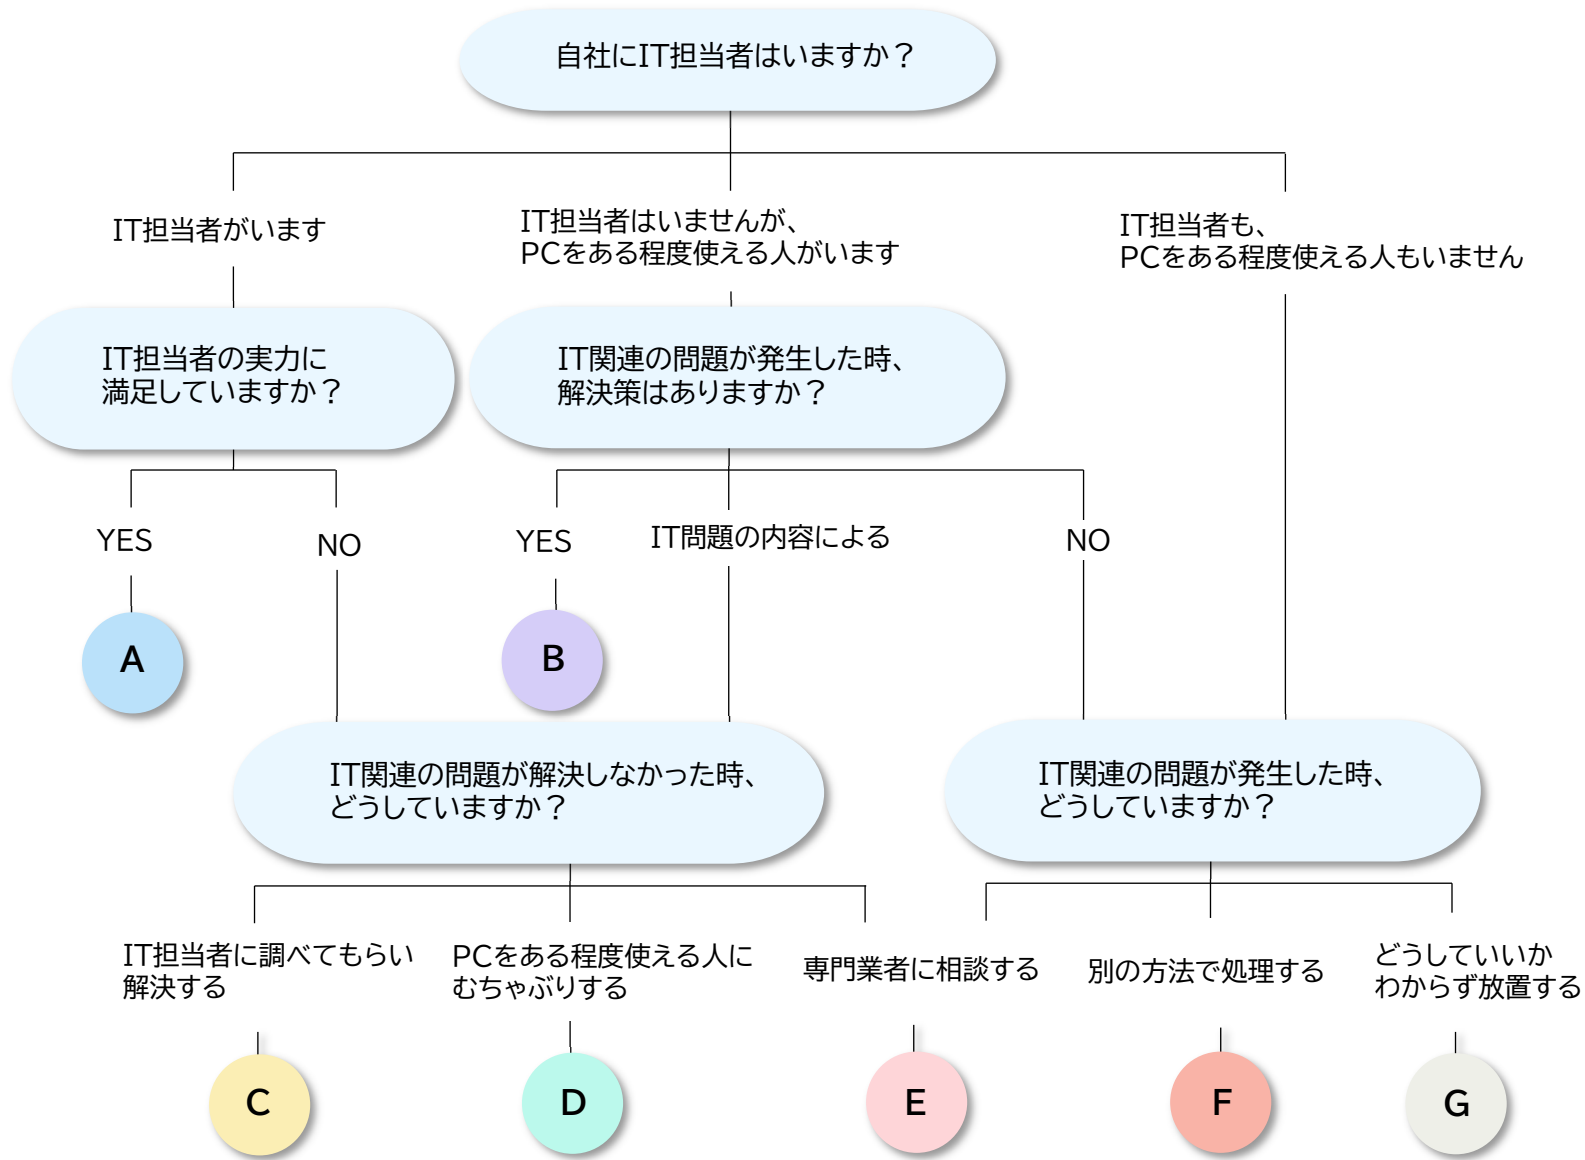 自社にIT担当者はいますか？
IT担当者がいます
IT担当者はいませんが、
PCをある程度使える人がいます
IT担当者も、
PCをある程度使える人もいません
IT担当者の実力に
満足していますか？
IT関連の問題が発生した時、
解決策はありますか？
YES
NO
YES
IT問題の内容による
NO
A
B
IT関連の問題が解決しなかった時、
どうしていますか？
IT関連の問題が発生した時、
どうしていますか？
IT担当者に調べてもらい
解決する
PCをある程度使える人に
むちゃぶりする
専門業者に相談する
別の方法で処理する
どうしていいか
わからず放置する
C
D
E
F
G